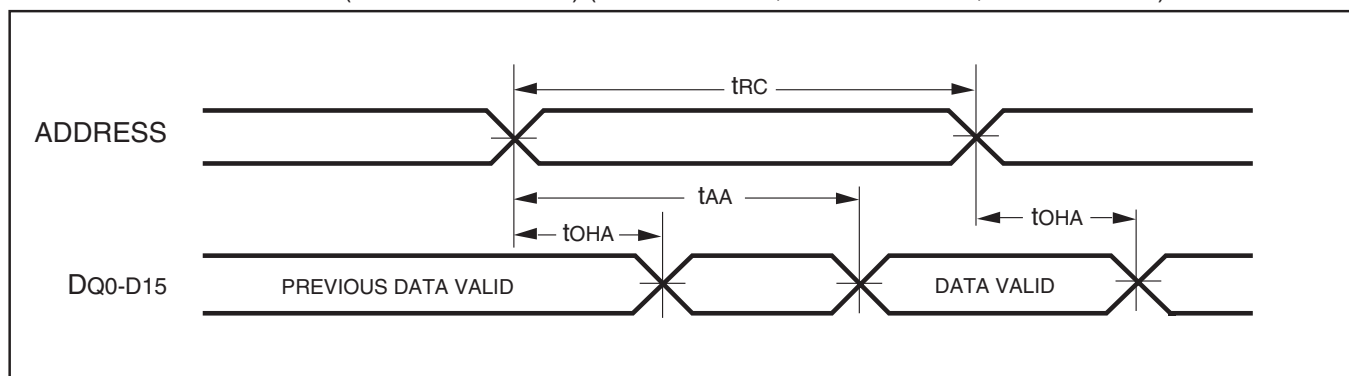 tRC
ADDRESS
tAA
tOHA
tOHA
DQ0-D15
PREVIOUS DATA VALID
DATA VALID